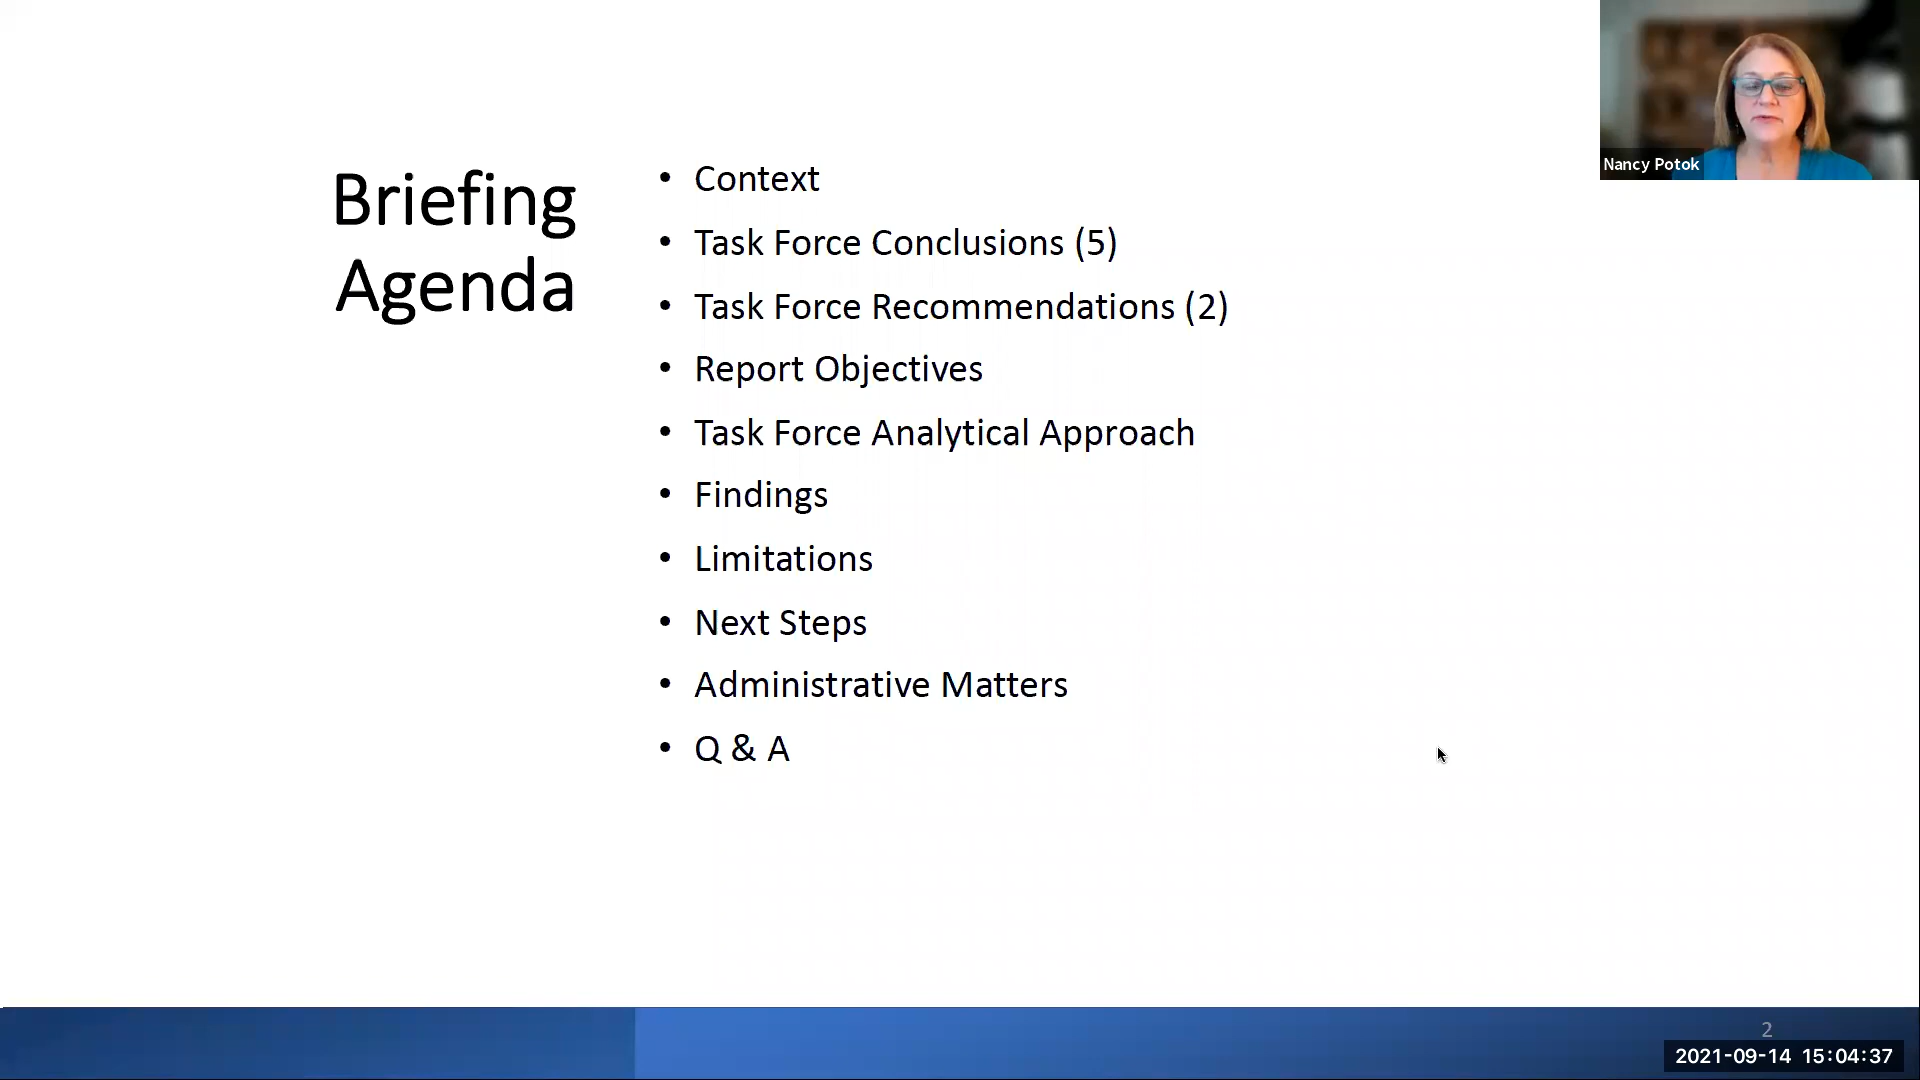 Briefing
Agenda
• Context
• Task Force Conclusions (5)
• Task Force Recommendations (2)
• Report Objectives
• Task Force Analytical Approach
• Findings
• Limitations
• Next Steps
• Administrative Matters
• Q & A
Nancy Potok
2
2021-09-14 15:04:37